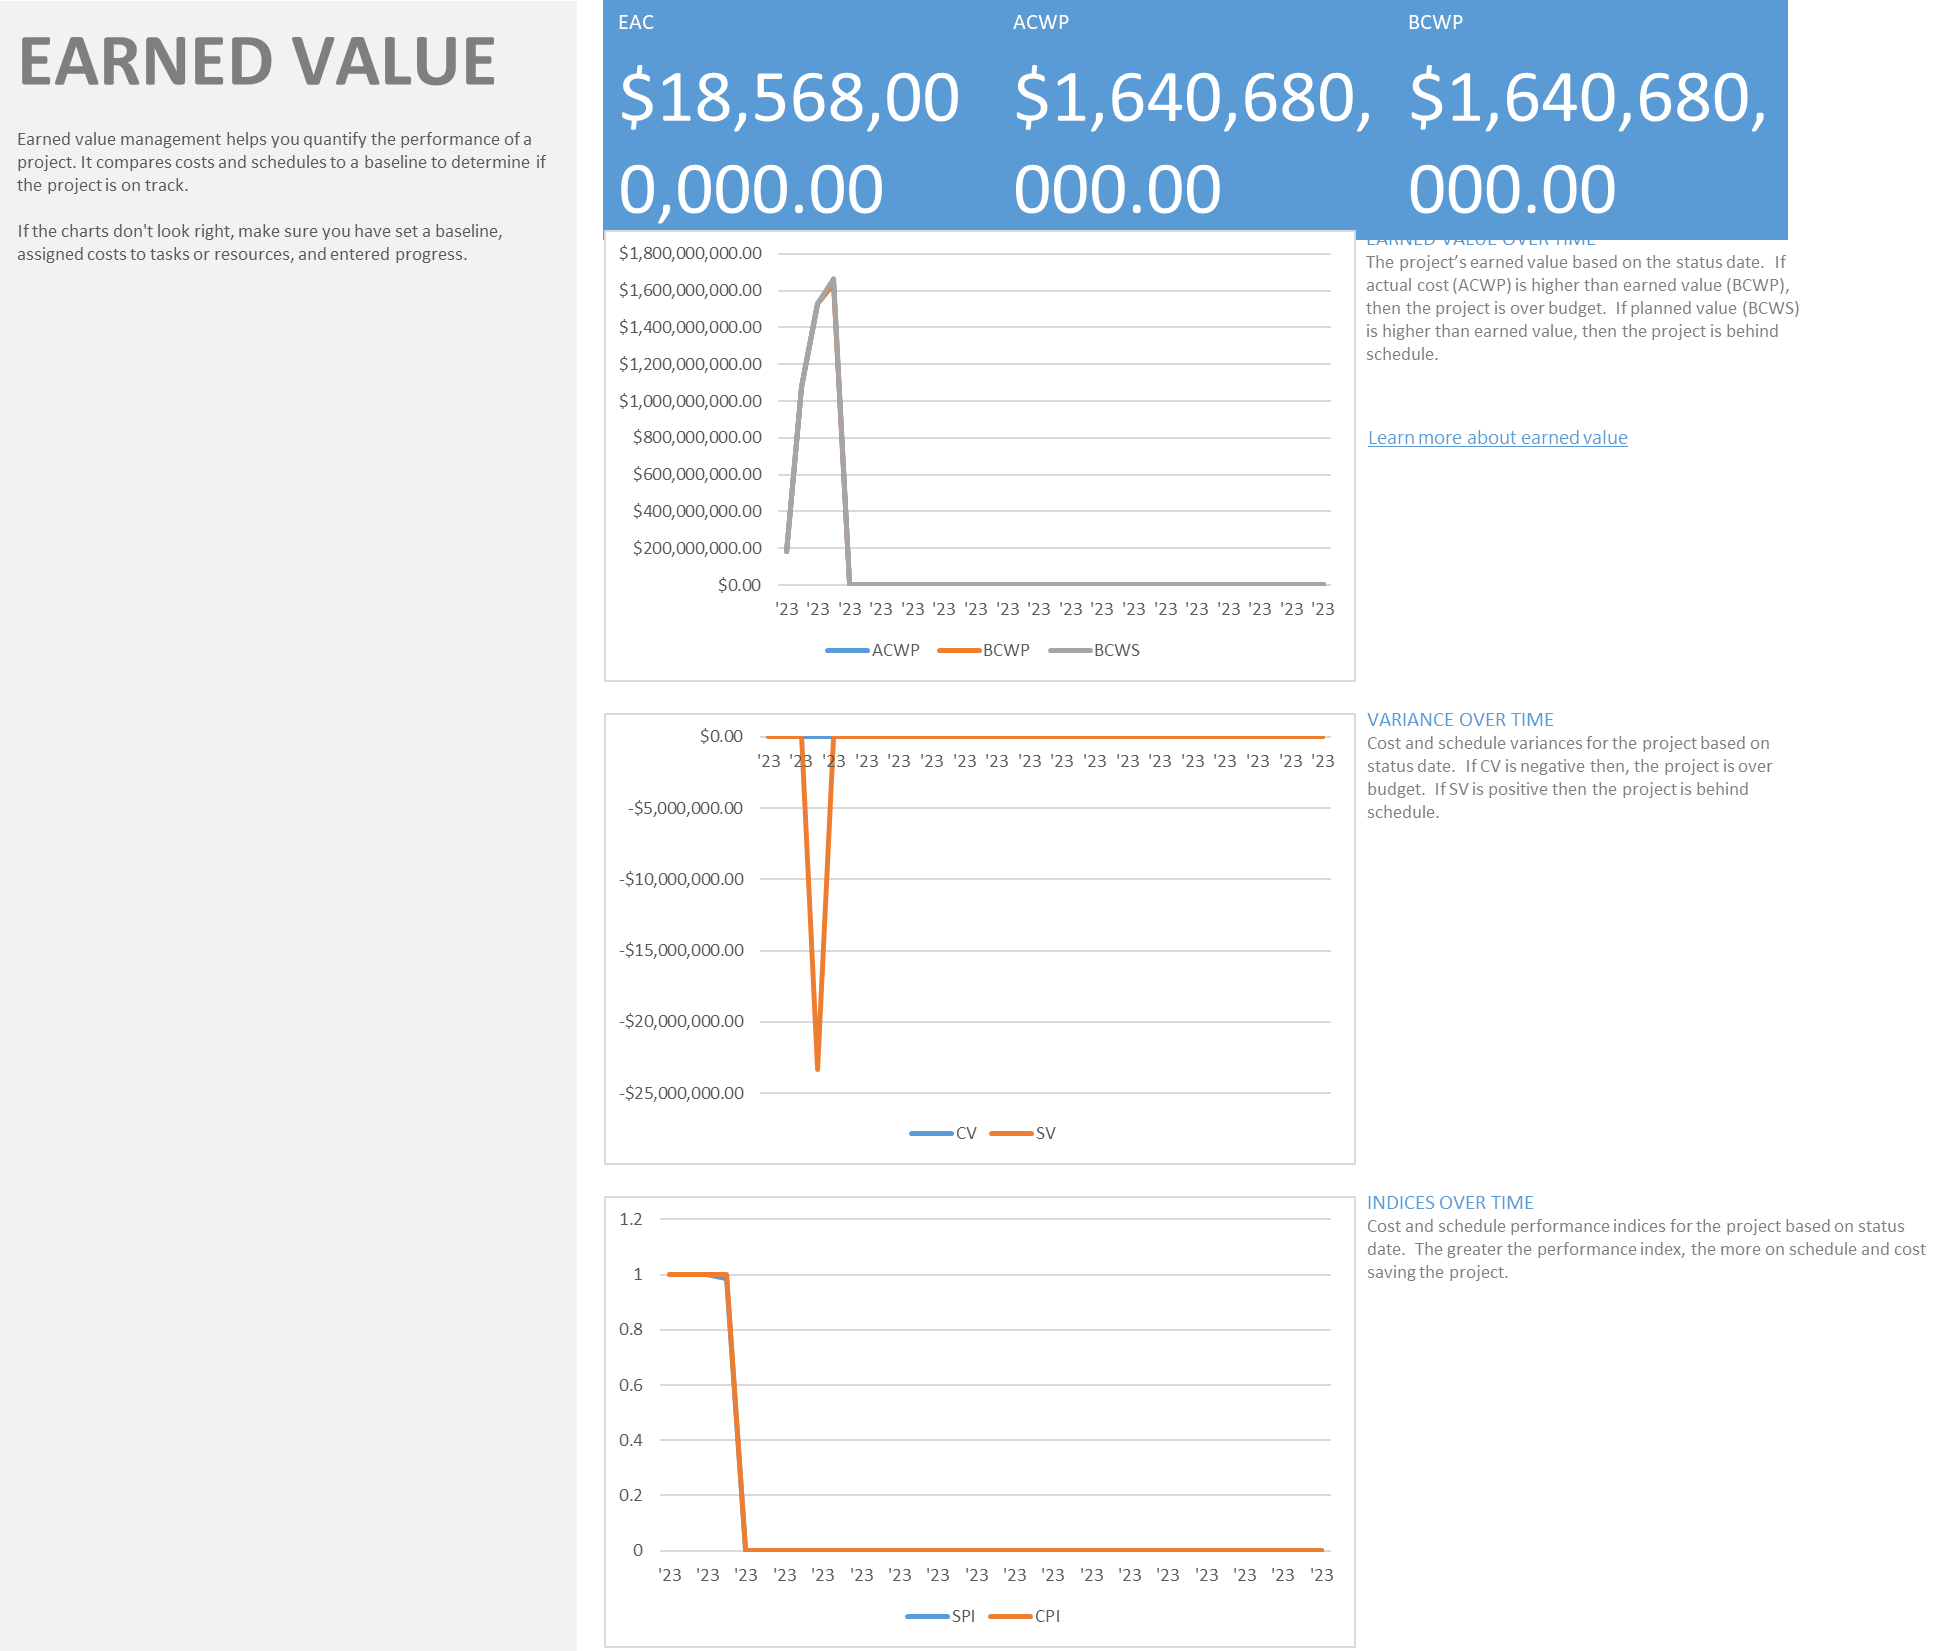 EARNED VALUE
Earned value management helps you quantify the performance of a
project. It compares costs and schedules to a baseline to determine if
the project is on track.
If the charts don't look right, make sure you have set a baseline,
assigned costs to tasks or resources, and entered progress.
EAC
$18,568,00
0,000.00
ACWP
$1,640,680,
000.00
BCWP
$1,640,680,
000.00
$1,800,000,000.00
$1,600,000,000.00
$1,400,000,000.00
$1,200,000,000.00
$1,000,000,000.00
$800,000,000.00
$600,000,000.00
$400,000,000.00
$200,000,000.00
$0.00
'23 '23 '23 '23 '23 '23 '23 '23 '23 '23 '23 '23 '23 '23 '23 '23 '23 '23
ACWP BCWP BCWS
EARNED VALUE OVER TIME
The project’s earned value based on the status date. If
actual cost (ACWP) is higher than earned value (BCWP),
then the project is over budget. If planned value (BCWS)
is higher than earned value, then the project is behind
schedule.
Learn more about earned value
$0.00
'23 '23 '23 '23 '23 '23 '23 '23 '23 '23 '23 '23 '23 '23 '23 '23 '23 '23
-$5,000,000.00
-$10,000,000.00
-$15,000,000.00
-$20,000,000.00
-$25,000,000.00
CV SV
VARIANCE OVER TIME
Cost and schedule variances for the project based on
status date. If CV is negative then, the project is over
budget. If SV is positive then the project is behind
schedule.
1.2
1
0.8
0.6
0.4
0.2
0
'23 '23 '23 '23 '23 '23 '23 '23 '23 '23 '23 '23 '23 '23 '23 '23 '23 '23
SPI CPI
INDICES OVER TIME
Cost and schedule performance indices for the project based on status
date. The greater the performance index, the more on schedule and cost
saving the project.